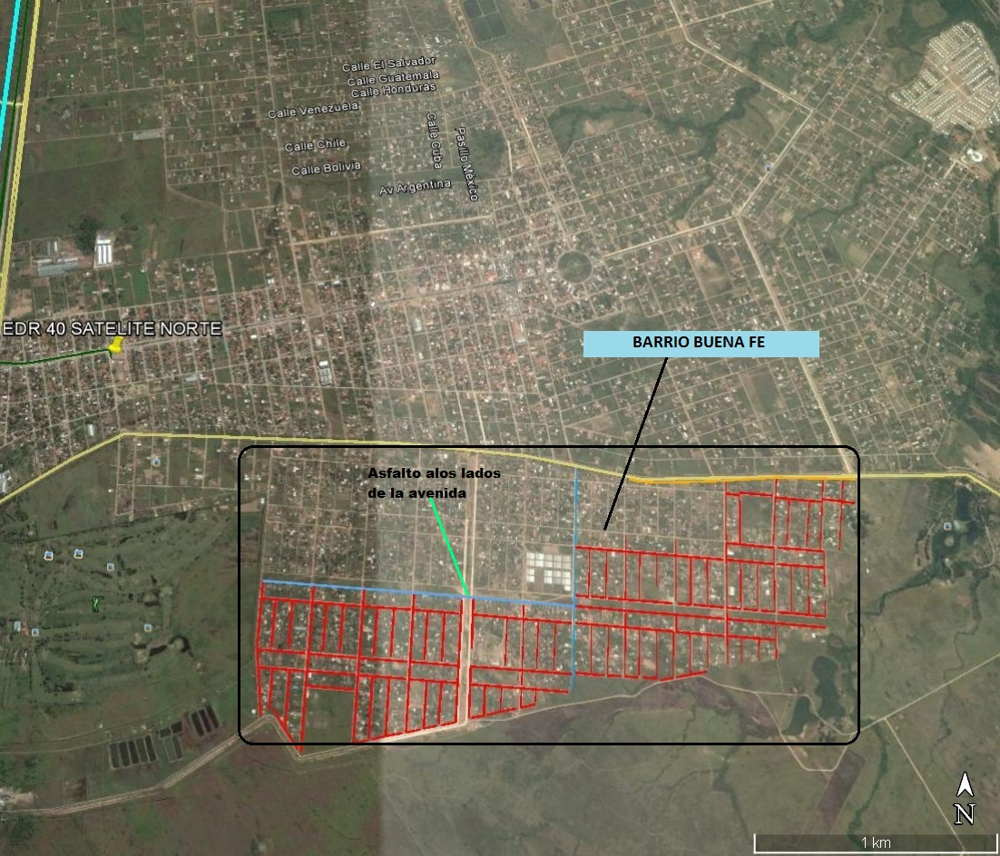 Calle El Salvador
Calle Guatemala
Calle Honduras
Calle Venezuela
Calle Cuba
Pasillo México
Calle Chile
Calle Bolivia
Av Argentina
EDR 40 SATELITE NORTE
BARRIO BUENA FE
Asfalto alos lados
de la avenida
N
1 km